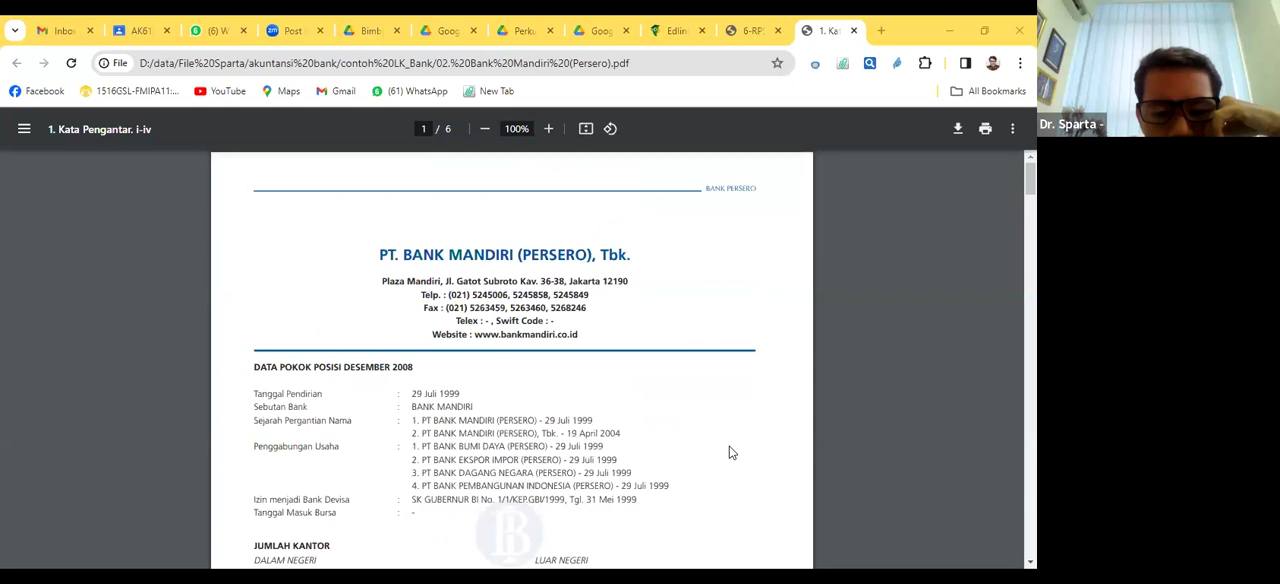 Inbo
AK61
(6) W
Post
Bimb
Goog
Perku
Goog
Edlin
6-RPS
1. Kat
File
D:/data/File%20Sparta/akuntansi%20bank/contoh%20LK_Bank/02.%20Bank%20Mandiri%20(Persero).pdf
Facebook
1516GSL-FMIPA11:...
YouTube
Maps
Gmail
(61) WhatsApp
New Tab
All Bookmarks
1. Kata Pengantar. i-iv
1 / 6
100%
Dr. Sparta -
BANK PERSERO
PT. BANK MANDIRI (PERSERO), Tbk.
Plaza Mandiri, Jl. Gatot Subroto Kav. 36-38, Jakarta 12190
Telp. : (021) 5245006, 5245858, 5245849
Fax : (021) 5263459, 5263460, 5268246
Telex : - , Swift Code : -
Website : www.bankmandiri.co.id
DATA POKOK POSISI DESEMBER 2008
Tanggal Pendirian : 29 Juli 1999
Sebutan Bank : BANK MANDIRI
Sejarah Pergantian Nama : 1. PT BANK MANDIRI (PERSERO) - 29 Juli 1999
2. PT BANK MANDIRI (PERSERO), Tbk. - 19 April 2004
Penggabungan Usaha : 1. PT BANK BUMI DAYA (PERSERO) - 29 Juli 1999
2. PT BANK EKSPOR IMPOR (PERSERO) - 29 Juli 1999
3. PT BANK DAGANG NEGARA (PERSERO) - 29 Juli 1999
4. PT BANK PEMBANGUNAN INDONESIA (PERSERO) - 29 Juli 1999
Izin menjadi Bank Devisa : SK GUBERNUR BI No. 1/1/KEP.GBI/1999, Tgl. 31 Mei 1999
Tanggal Masuk Bursa : -
JUMLAH KANTOR
DALAM NEGERI LUAR NEGERI